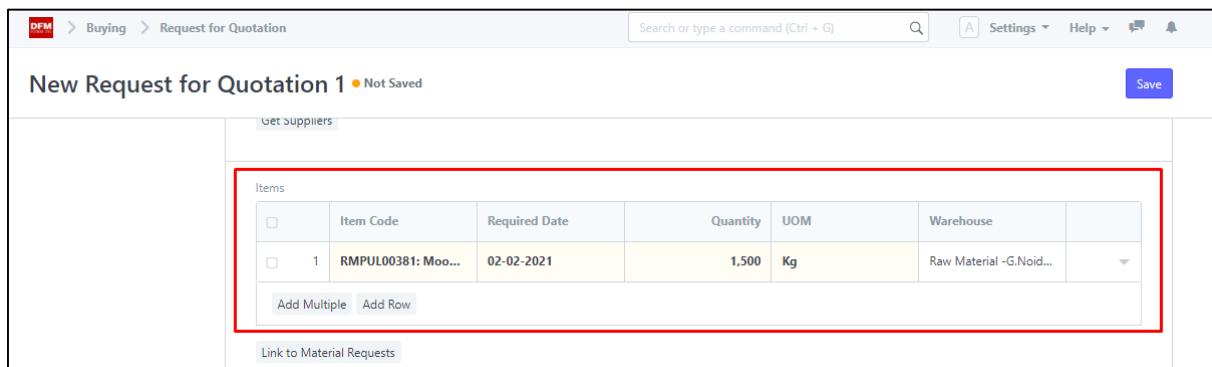 DFM > Buying > Request for Quotation Search or type a command (Ctrl + G) A Settings Help
New Request for Quotation 1 Not Saved Save
Get Suppliers
Items
Item Code Required Date Quantity UOM Warehouse
1 RMPUL00381: Moo... 02-02-2021 1,500 Kg Raw Material -G.Noid...
Add Multiple Add Row
Link to Material Requests